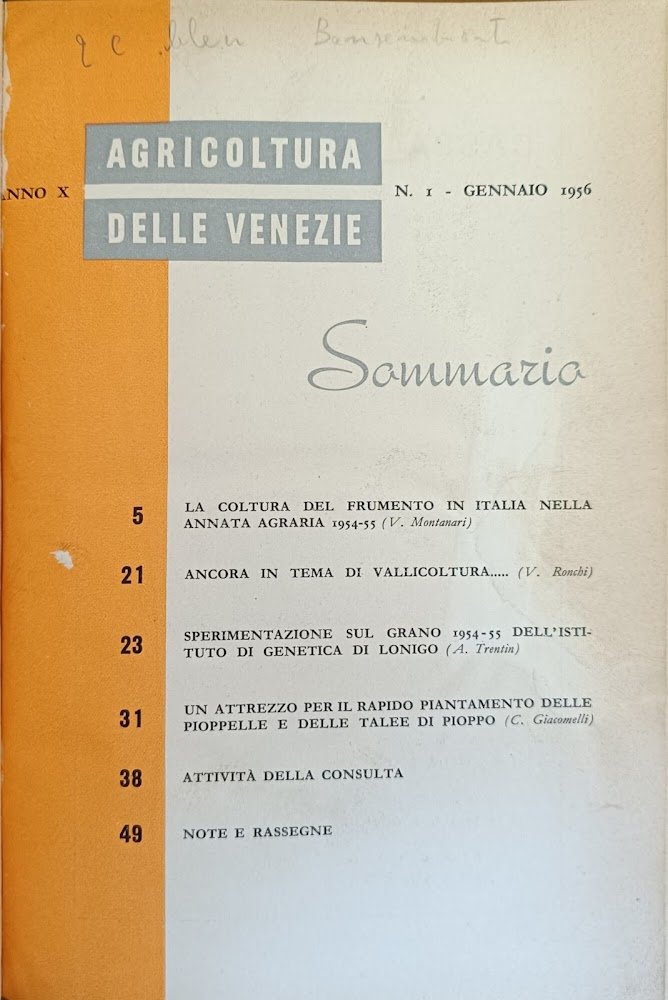 AGRICOLTURA
ANNO X
N. 1 - GENNAIO 1956
DELLE VENEZIE
Sommario
5 LA COLTURA DEL FRUMENTO IN ITALIA NELLA
ANNATA AGRARIA 1954-55 (V. Montanari)
21 ANCORA IN TEMA DI VALLICOLTURA..... (V. Ronchi)
23 SPERIMENTAZIONE SUL GRANO 1954-55 DELL'ISTI-
TUTO DI GENETICA DI LONIGO (A. Trentin)
31 UN ATTREZZO PER IL RAPIDO PIANTAMENTO DELLE
PIOPPELLE E DELLE TALEE DI PIOPPO (C. Giacomelli)
38 ATTIVITÀ DELLA CONSULTA
49 NOTE E RASSEGNE